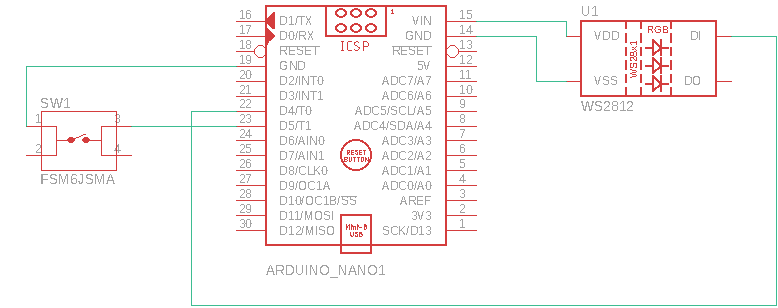 U1
16 D1/TX 1 VIN 15
17 D0/RX ICSP GND 14
18 RESET RESET 13
19 GND 5V 12
20 D2/INT0 ADC7/A7 11
21 D3/INT1 ADC6/A6 10
22 D4/T0 ADC5/SCL/A5 9
23 D5/T1 ADC4/SDA/A4 8
24 D6/AIN0 ADC3/A3 7
25 D7/AIN1 RESET BUTTON ADC2/A2 6
26 D8/CLK0 ADC1/A1 5
27 D9/OC1A ADC0/A0 4
28 D10/OC1B/SS AREF 3
29 D11/MOSI 3V3 2
30 D12/MISO Mini-B USB SCK/D13 1
ARDUINO_NANO1
VDD RGB DI
WS28x1
VSS DO
WS2812
SW1
1 3
2 4
FSM6JSMA